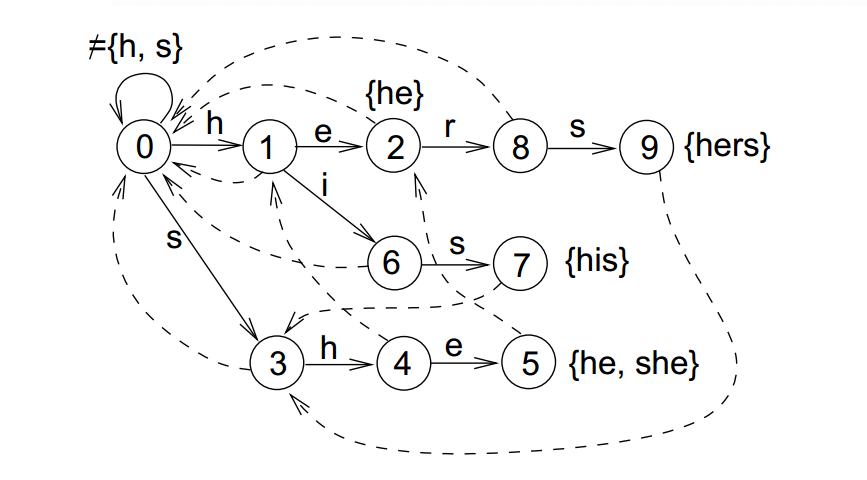 ≠{h, s}
{he}
h
e
r
s
0
1
2
8
9
{hers}
i
s
s
6
7
{his}
h
e
3
4
5
{he, she}